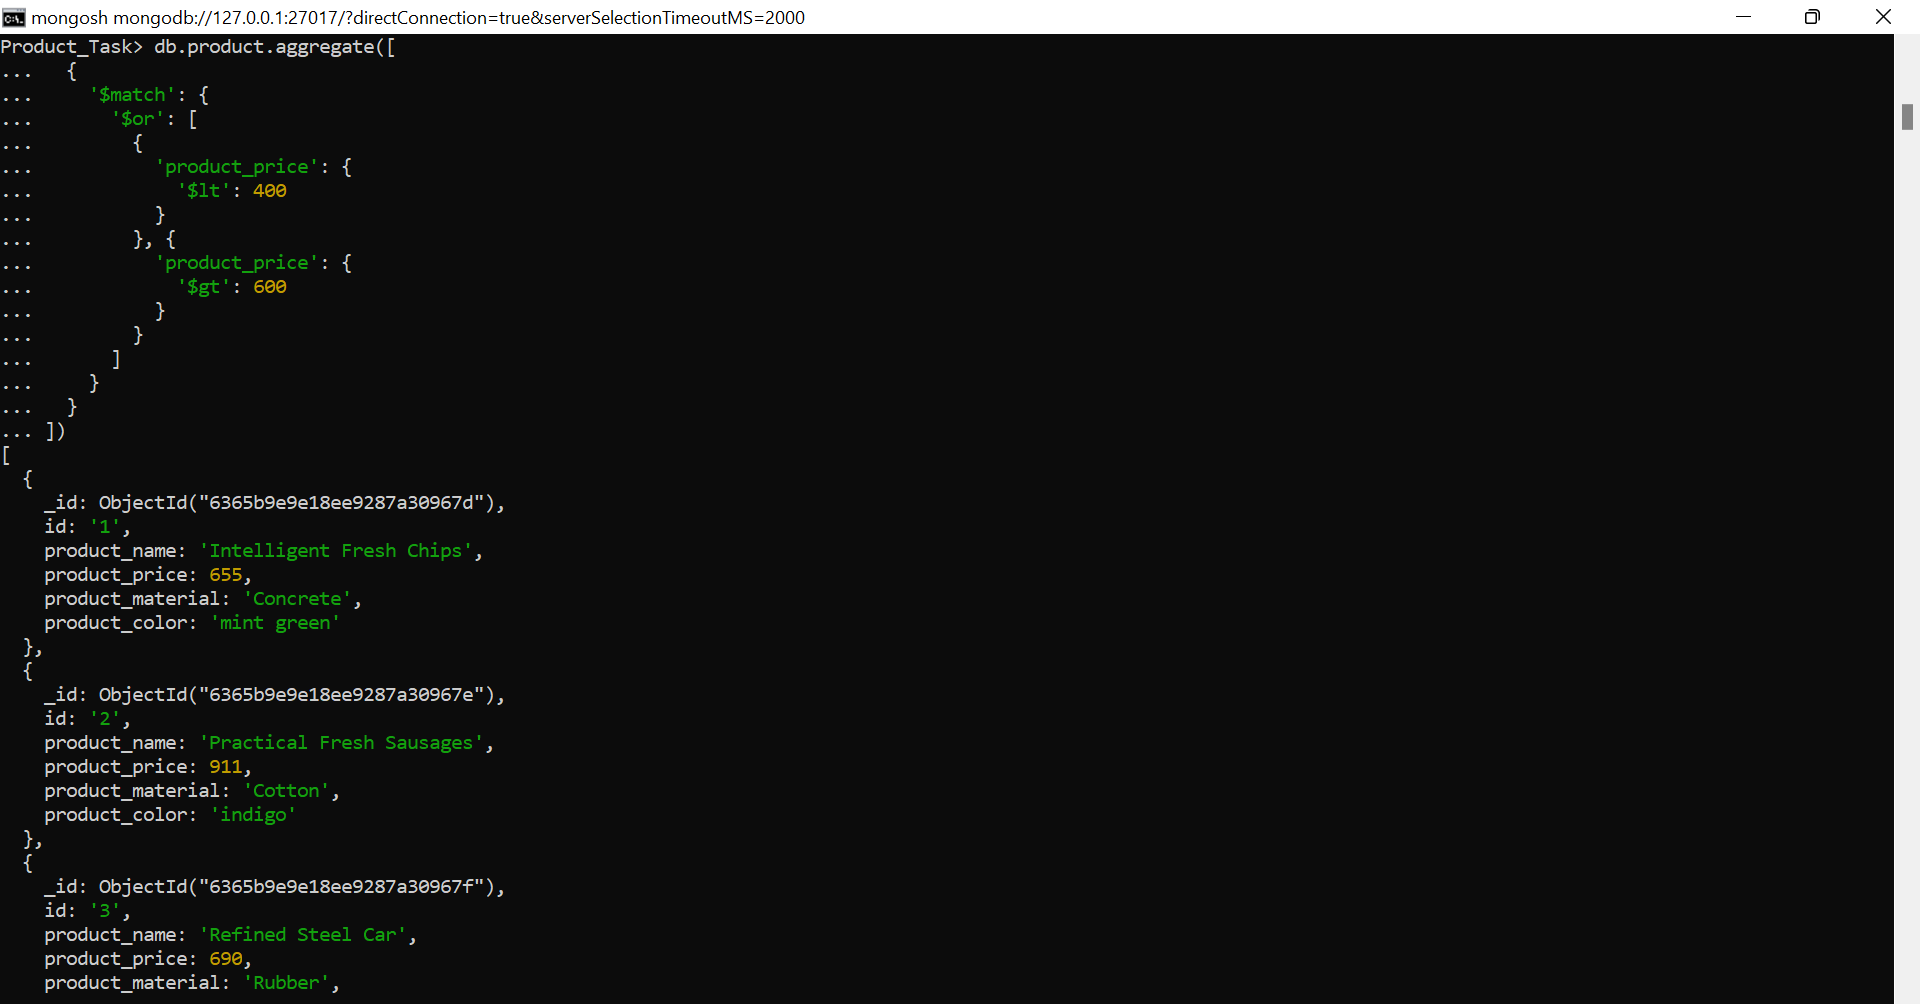 mongosh mongodb://127.0.0.1:27017/?directConnection=true&serverSelectionTimeoutMS=2000
Product_Task> db.product.aggregate([
...   {
...     '$match': {
...       '$or': [
...         {
...           'product_price': {
...             '$lt': 400
...           }
...         }, {
...           'product_price': {
...             '$gt': 600
...           }
...         }
...       ]
...     }
...   }
... ])
[
  {
    _id: ObjectId("6365b9e9e18ee9287a30967d"),
    id: '1',
    product_name: 'Intelligent Fresh Chips',
    product_price: 655,
    product_material: 'Concrete',
    product_color: 'mint green'
  },
  {
    _id: ObjectId("6365b9e9e18ee9287a30967e"),
    id: '2',
    product_name: 'Practical Fresh Sausages',
    product_price: 911,
    product_material: 'Cotton',
    product_color: 'indigo'
  },
  {
    _id: ObjectId("6365b9e9e18ee9287a30967f"),
    id: '3',
    product_name: 'Refined Steel Car',
    product_price: 690,
    product_material: 'Rubber',